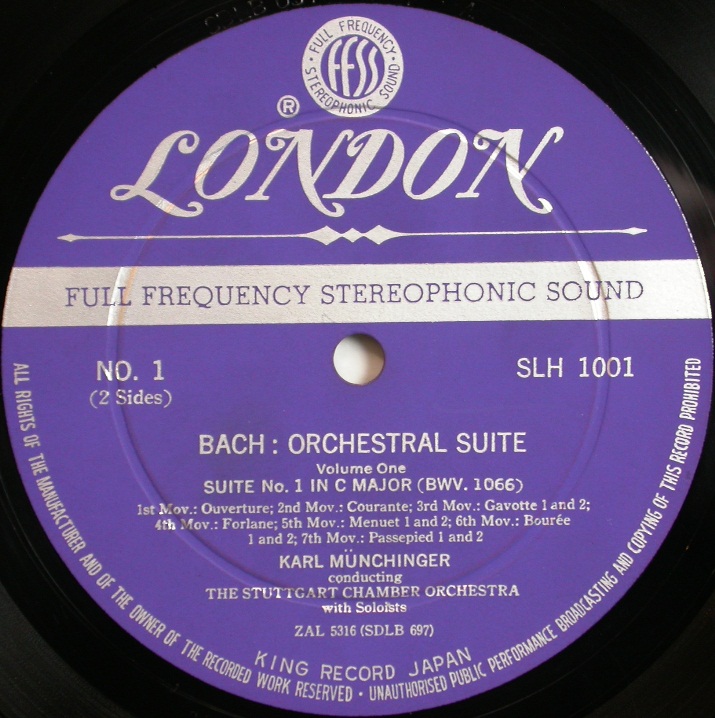 FULL FREQUENCY
FFSS
STEREOPHONIC SOUND
®
LONDON
FULL FREQUENCY STEREOPHONIC SOUND
NO. 1
(2 Sides)
SLH 1001
BACH: ORCHESTRAL SUITE
Volume One
SUITE No. 1 IN C MAJOR (BWV. 1066)
1st Mov.: Ouverture; 2nd Mov.: Courante; 3rd Mov.: Gavotte 1 and 2;
4th Mov.: Forlane; 5th Mov.: Menuet 1 and 2; 6th Mov.: Bourée
1 and 2; 7th Mov.: Passepied 1 and 2
KARL MÜNCHINGER
conducting
THE STUTTGART CHAMBER ORCHESTRA
with Soloists
ZAL 5316 (SDLB 697)
KING RECORD JAPAN
ALL RIGHTS OF THE MANUFACTURER AND OF THE OWNER OF THE RECORDED WORK RESERVED · UNAUTHORISED PUBLIC PERFORMANCE BROADCASTING AND COPYING OF THIS RECORD PROHIBITED